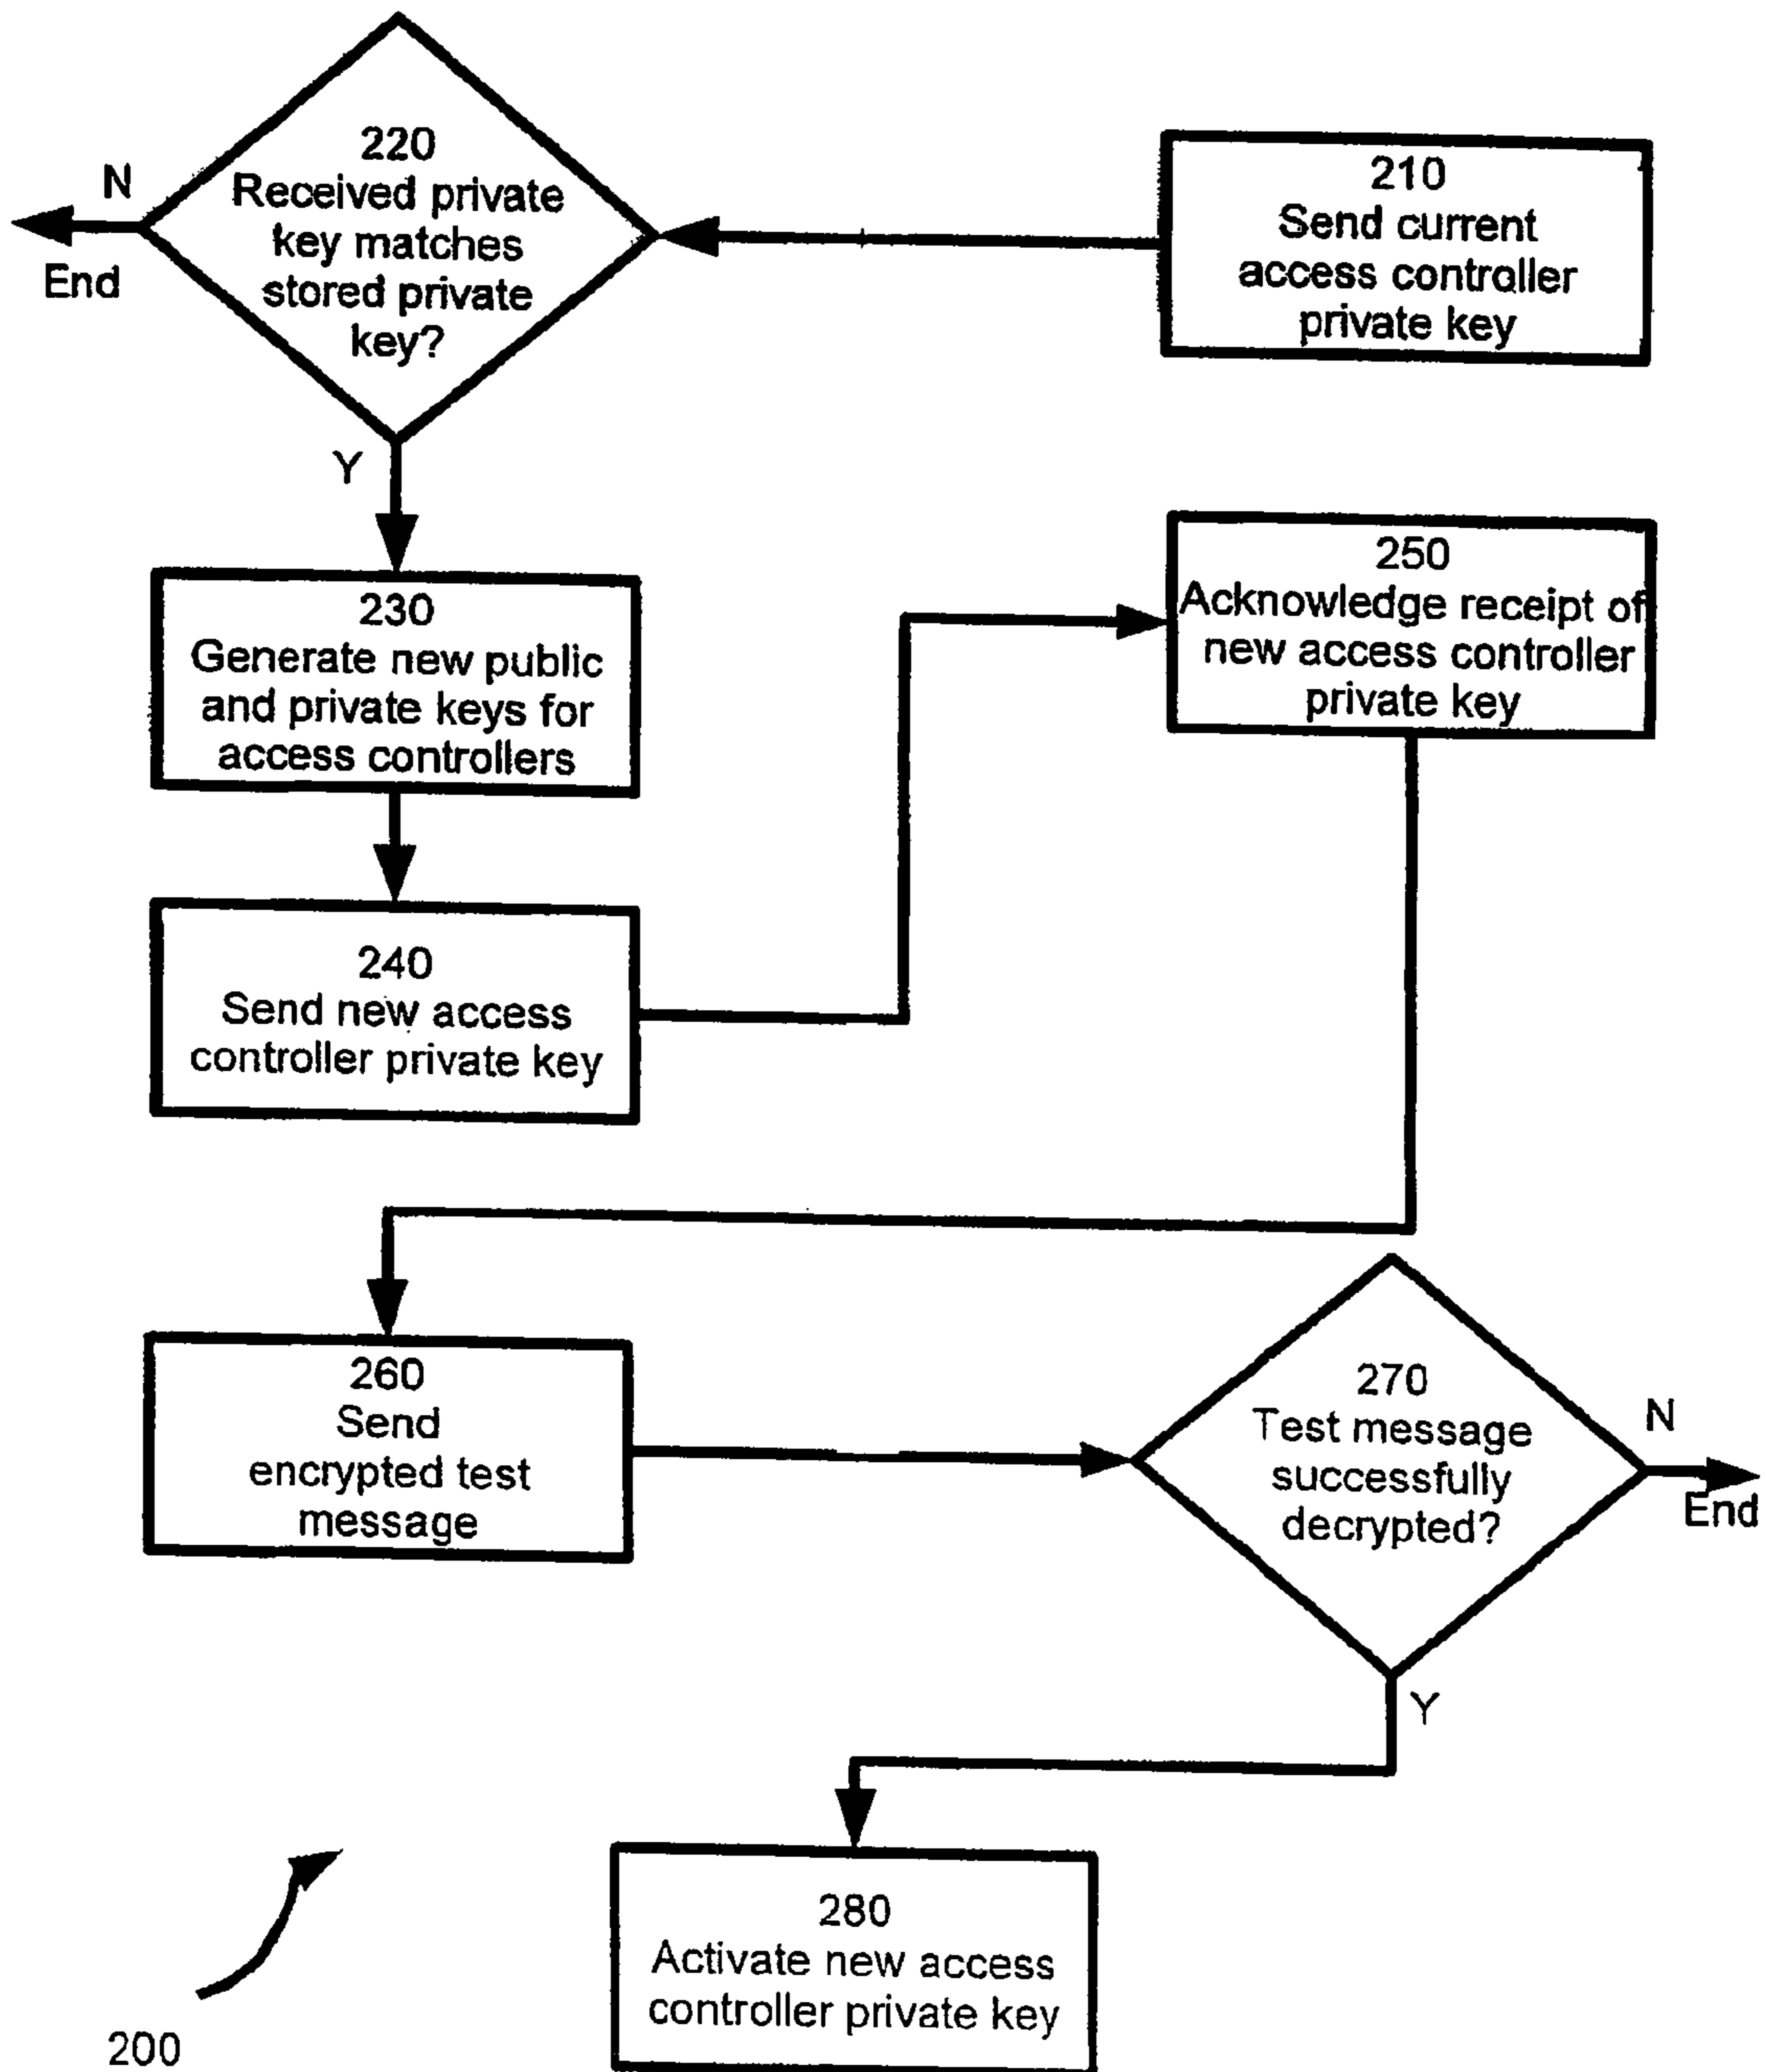 220
Received private
key matches
stored private
key?
N
End
Y
210
Send current
access controller
private key
230
Generate new public
and private keys for
access controllers
240
Send new access
controller private key
250
Acknowledge receipt of
new access controller
private key
260
Send
encrypted test
message
270
Test message
successfully
decrypted?
N
End
Y
280
Activate new access
controller private key
200